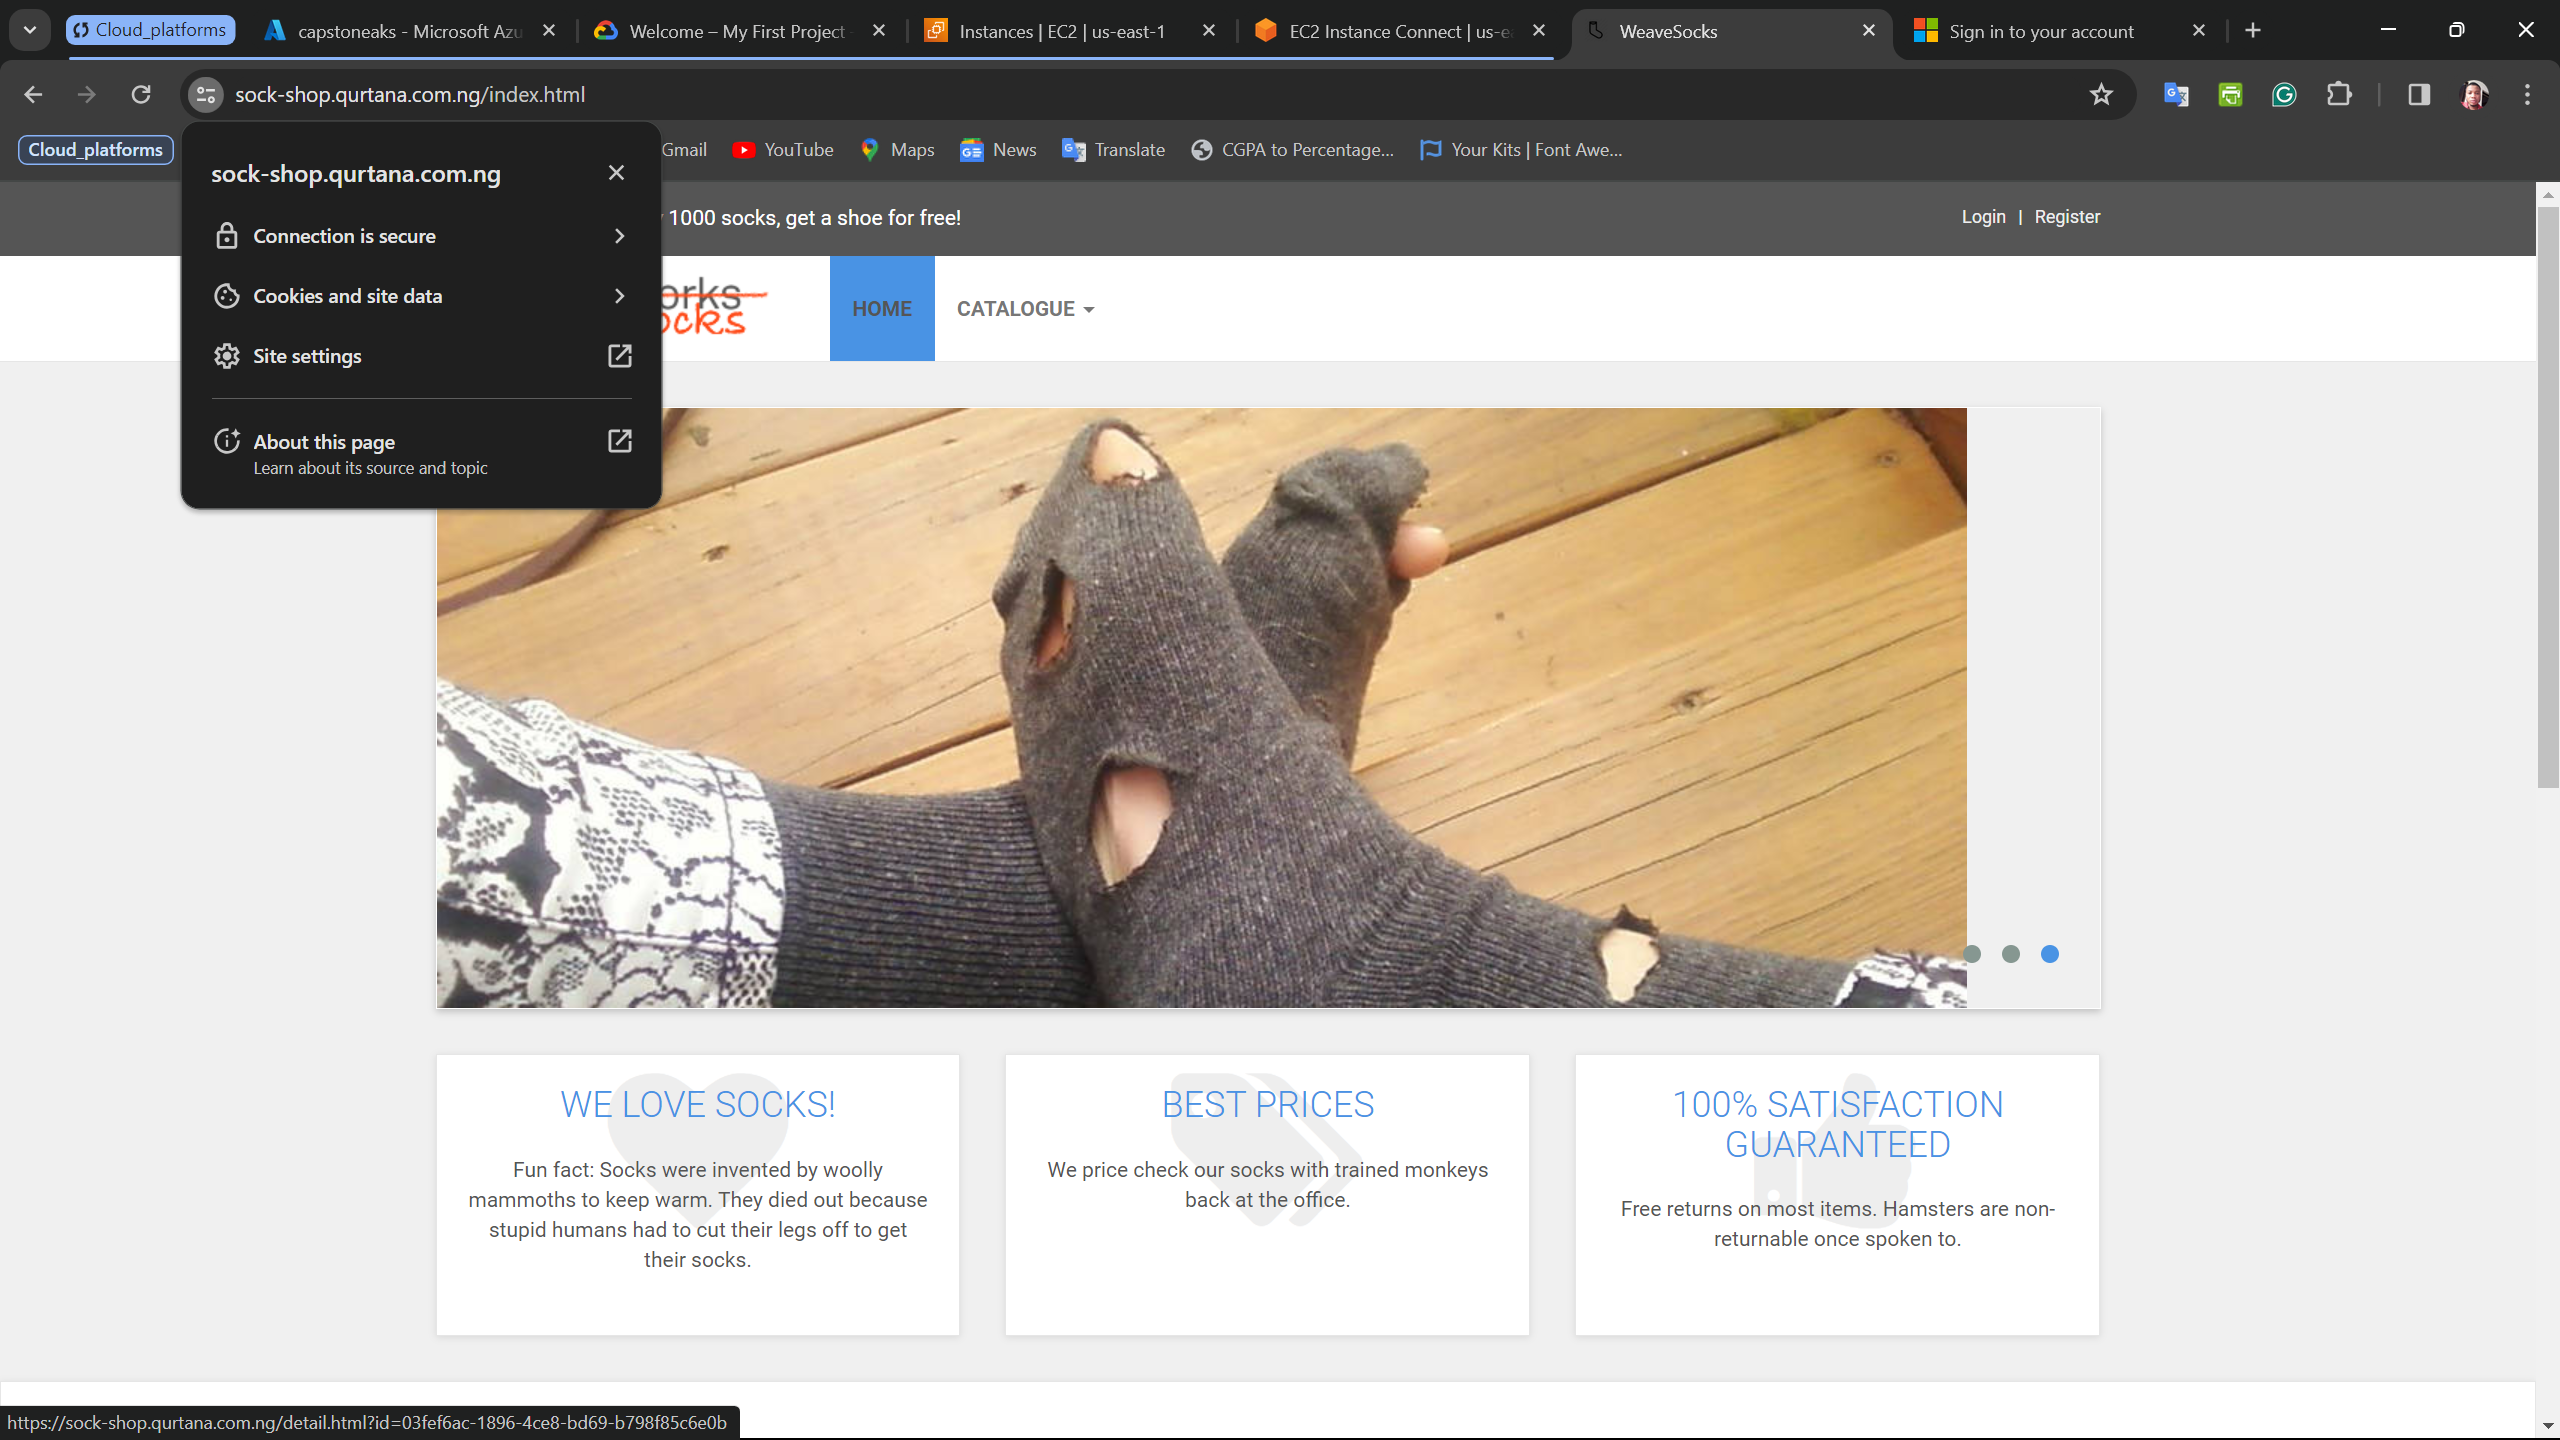 Cloud_platforms
capstoneaks - Microsoft Azu
Welcome – My First Project
Instances | EC2 | us-east-1
EC2 Instance Connect | us-ea
WeaveSocks
Sign in to your account
sock-shop.qurtana.com.ng/index.html
Cloud_platforms
Gmail
YouTube
Maps
News
Translate
CGPA to Percentage...
Your Kits | Font Awe...
sock-shop.qurtana.com.ng
Connection is secure
Cookies and site data
Site settings
About this page
Learn about its source and topic
1000 socks, get a shoe for free!
Login | Register
orks
ocks
HOME
CATALOGUE
WE LOVE SOCKS!
Fun fact: Socks were invented by woolly
mammoths to keep warm. They died out because
stupid humans had to cut their legs off to get
their socks.
BEST PRICES
We price check our socks with trained monkeys
back at the office.
100% SATISFACTION
GUARANTEED
Free returns on most items. Hamsters are non-
returnable once spoken to.
https://sock-shop.qurtana.com.ng/detail.html?id=03fef6ac-1896-4ce8-bd69-b798f85c6e0b